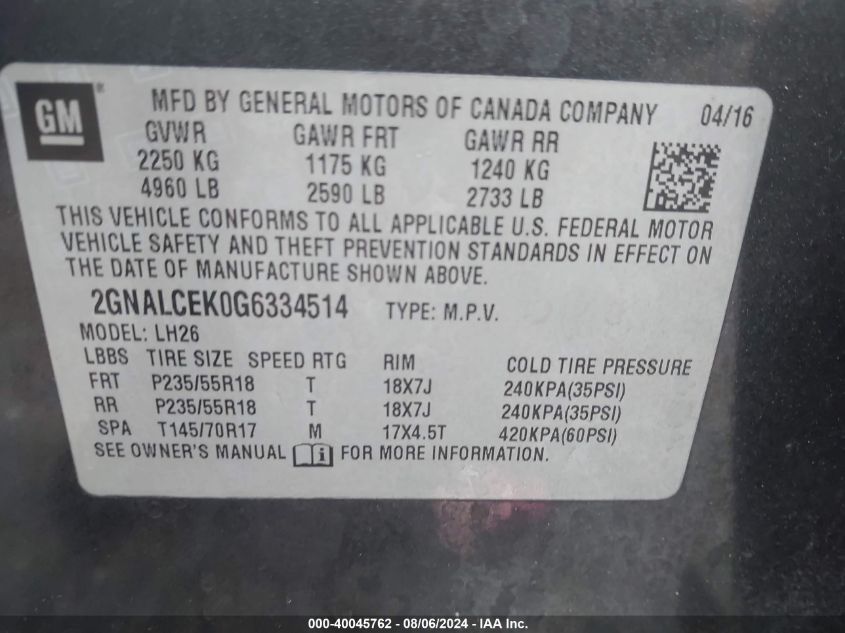 GM ®
MFD BY GENERAL MOTORS OF CANADA COMPANY 04/16
GVWR GAWR FRT GAWR RR
2250 KG 1175 KG 1240 KG
4960 LB 2590 LB 2733 LB
THIS VEHICLE CONFORMS TO ALL APPLICABLE U.S. FEDERAL MOTOR
VEHICLE SAFETY AND THEFT PREVENTION STANDARDS IN EFFECT ON
THE DATE OF MANUFACTURE SHOWN ABOVE.
2GNALCEK0G6334514 TYPE: M.P.V.
MODEL: LH26
LBBS TIRE SIZE SPEED RTG RIM COLD TIRE PRESSURE
FRT P235/55R18 T 18X7J 240KPA(35PSI)
RR P235/55R18 T 18X7J 240KPA(35PSI)
SPA T145/70R17 M 17X4.5T 420KPA(60PSI)
SEE OWNER'S MANUAL i FOR MORE INFORMATION.
000-40045762 - 08/06/2024 - IAA Inc.